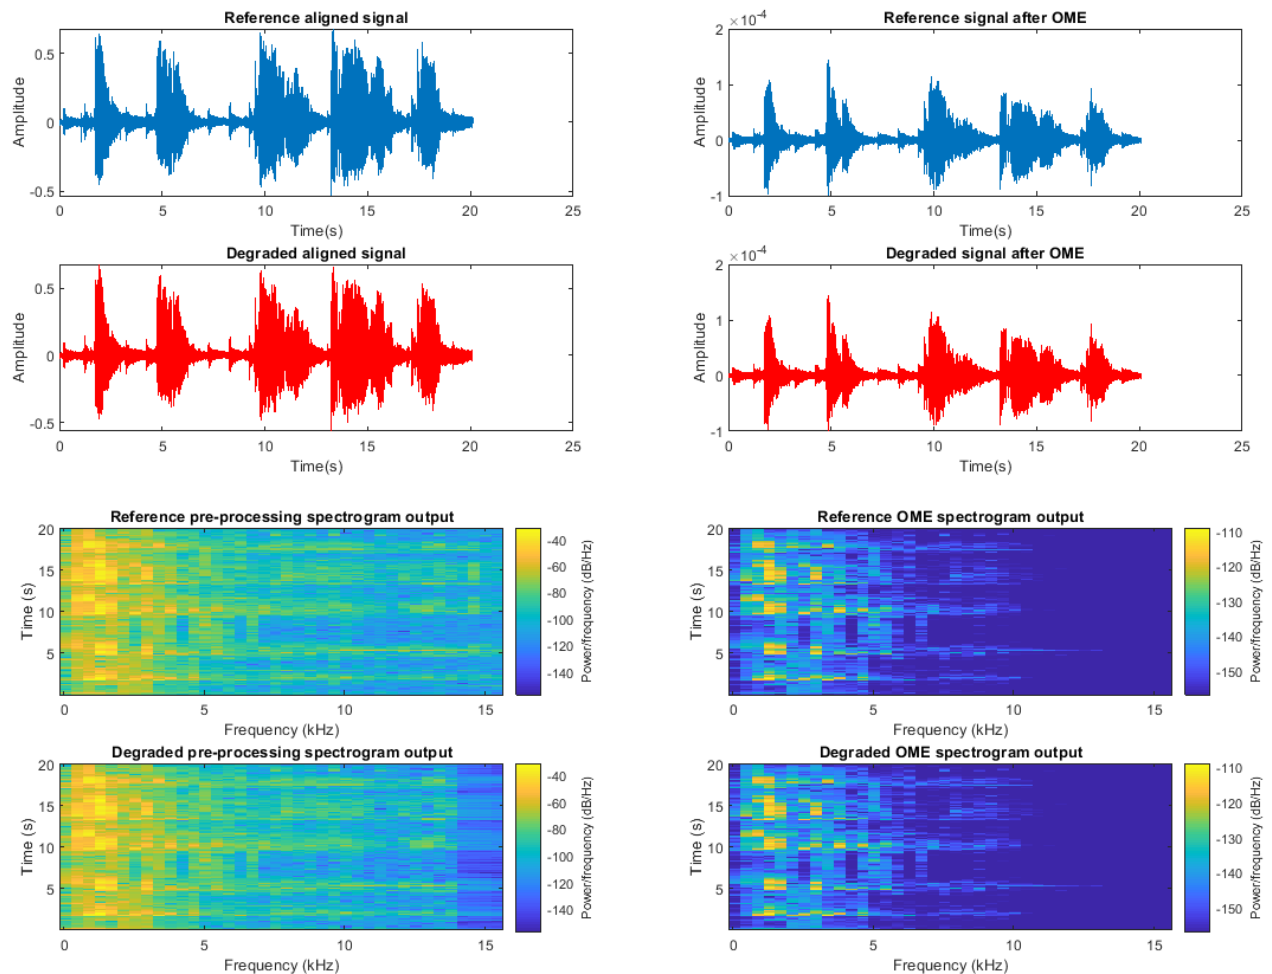 Reference aligned signal
0.5
0
-0.5
Amplitude
0 5 10 15 20 25
Time(s)
Reference signal after OME
×10-4
2
1
0
-1
Amplitude
0 5 10 15 20 25
Time(s)
Degraded aligned signal
0.5
0
-0.5
Amplitude
0 5 10 15 20 25
Time(s)
Degraded signal after OME
×10-4
2
1
0
-1
Amplitude
0 5 10 15 20 25
Time(s)
Reference pre-processing spectrogram output
20
15
10
5
Time (s)
0 5 10 15
Frequency (kHz)
-40
-60
-80
-100
-120
-140
Power/frequency (dB/Hz)
Reference OME spectrogram output
20
15
10
5
Time (s)
0 5 10 15
Frequency (kHz)
-110
-120
-130
-140
-150
Power/frequency (dB/Hz)
Degraded pre-processing spectrogram output
20
15
10
5
0
Time (s)
0 5 10 15
Frequency (kHz)
-40
-60
-80
-100
-120
-140
Power/frequency (dB/Hz)
Degraded OME spectrogram output
20
15
10
5
0
Time (s)
0 5 10 15
Frequency (kHz)
-110
-120
-130
-140
-150
Power/frequency (dB/Hz)